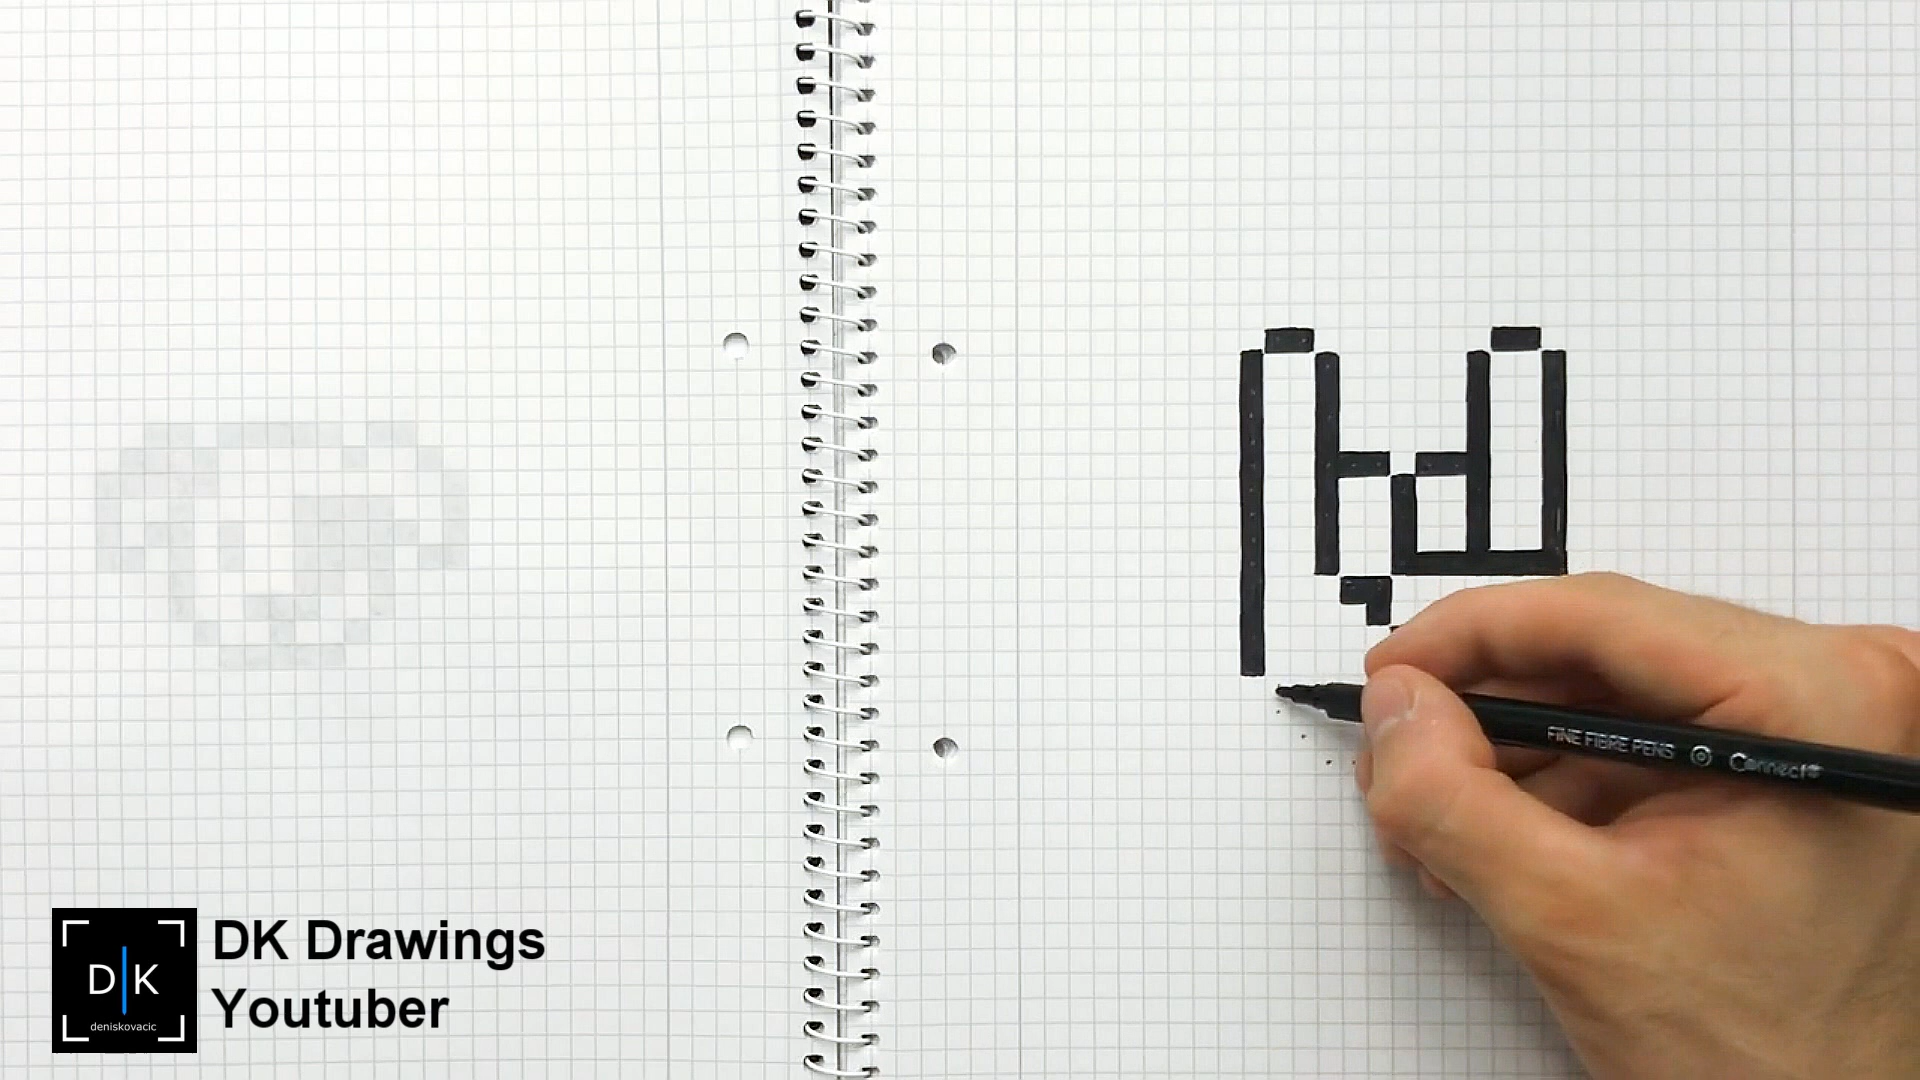 DK Drawings
Youtuber
D|K
deniskovacic
FINE FIBRE PENS Connect